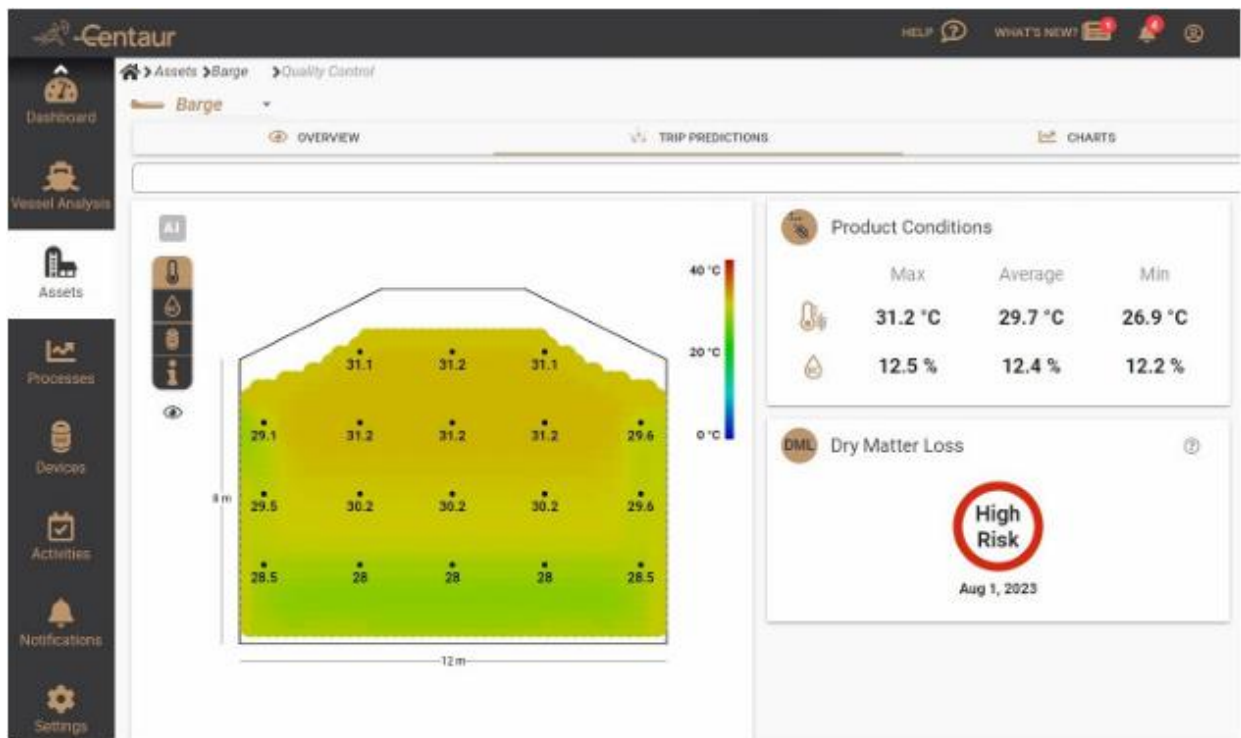 Centaur
HELP
WHAT'S NEW?
Assets Barge Quality Control
Barge
OVERVIEW
TRIP PREDICTIONS
CHARTS
Dashboard
Vessel Analysis
Assets
Processes
Devices
Activities
Notifications
Settings
AI
40 °C
20 °C
0 °C
31.1 31.2 31.1
29.1 31.2 31.2 31.2 29.6
29.5 30.2 30.2 30.2 29.6
28.5 28 28 28 28.5
8 m
12 m
Product Conditions
Max Average Min
31.2 °C 29.7 °C 26.9 °C
12.5 % 12.4 % 12.2 %
DML Dry Matter Loss
High
Risk
Aug 1, 2023